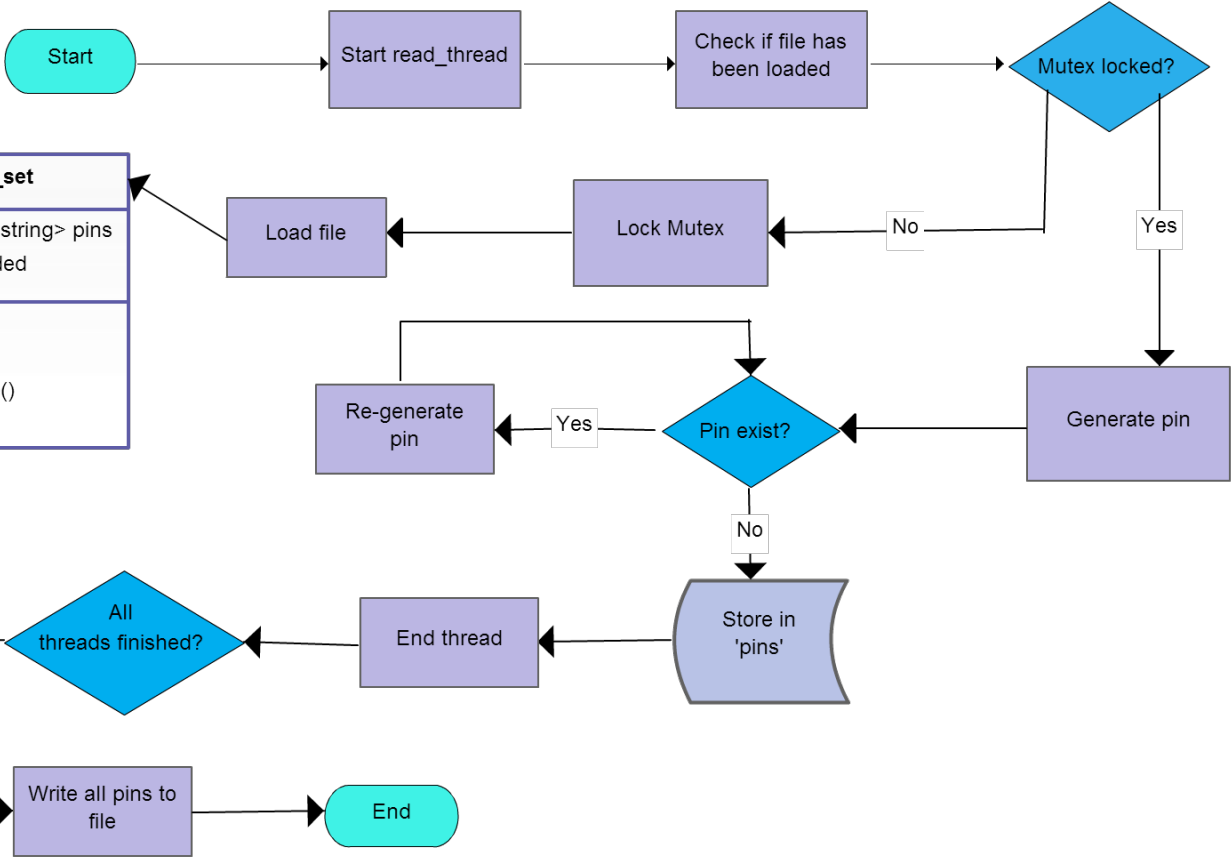 Start
Start read_thread
Check if file has
been loaded
Mutex locked?
_set
string> pins
Load file
Lock Mutex
No
Yes
()
Re-generate
pin
Yes
Pin exist?
Generate pin
No
All
threads finished?
End thread
Store in
'pins'
Write all pins to
file
End